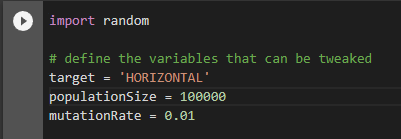 import random
# define the variables that can be tweaked
target = 'HORIZONTAL'
populationSize = 100000
mutationRate = 0.01